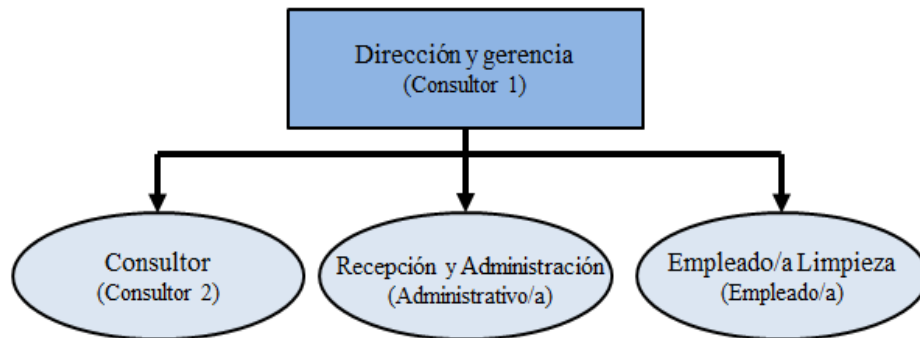 Dirección y gerencia
(Consultor 1)
Consultor
(Consultor 2)
Recepción y Administración
(Administrativo/a)
Empleado/a Limpieza
(Empleado/a)